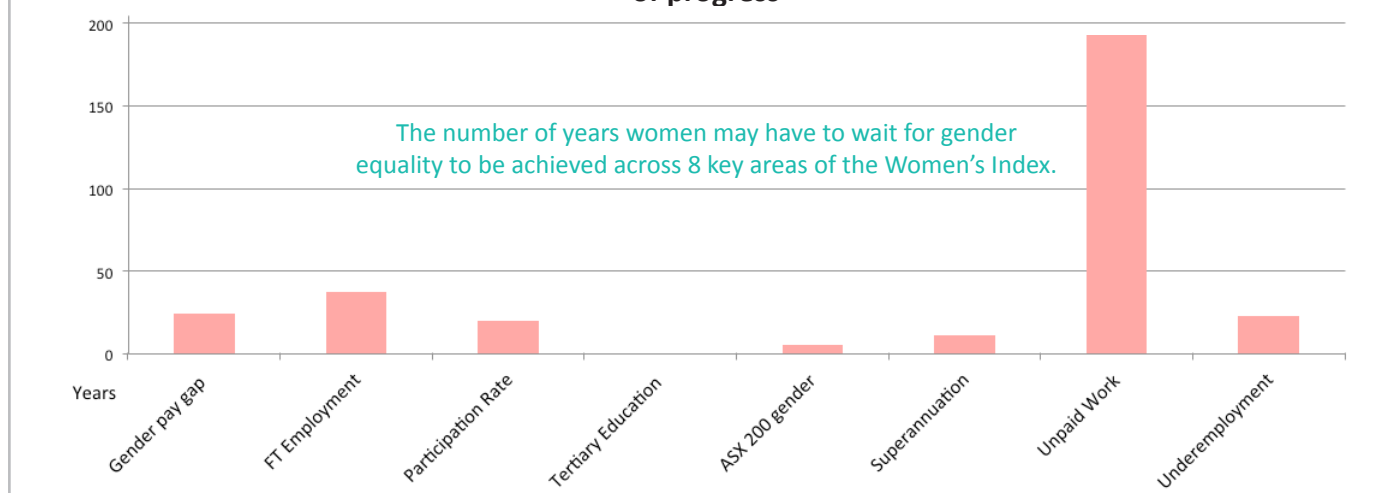 of progress
200
150
The number of years women may have to wait for gender
equality to be achieved across 8 key areas of the Women’s Index.
100
50
0
Years
Gender pay gap
FT Employment
Participation Rate
Tertiary Education
ASX 200 gender
Superannuation
Unpaid Work
Underemployment